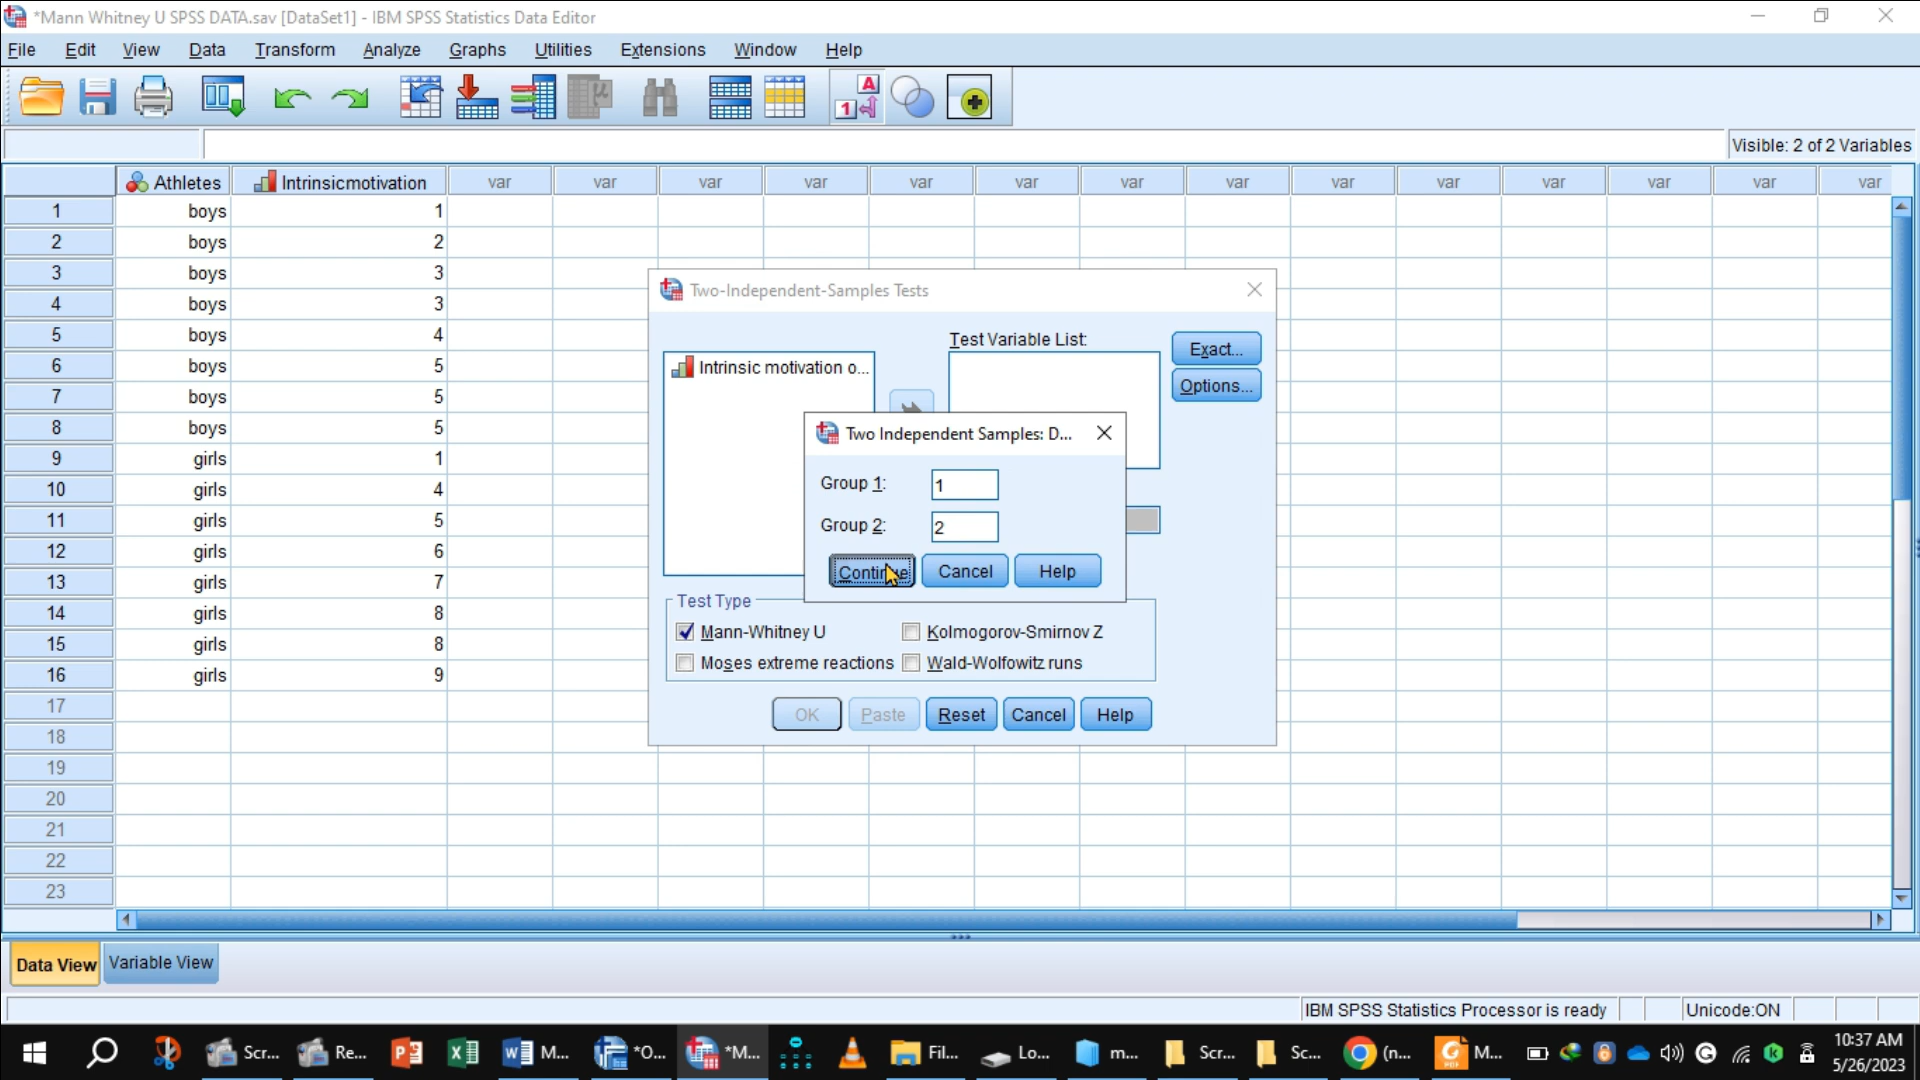 *Mann Whitney U SPSS DATA.sav [DataSet1] - IBM SPSS Statistics Data Editor
File Edit View Data Transform Analyze Graphs Utilities Extensions Window Help
Visible: 2 of 2 Variables
Athletes Intrinsicmotivation var var var var var var var var var var var var var var
1 boys 1
2 boys 2
3 boys 3
4 boys 3
5 boys 4
6 boys 5
7 boys 5
8 boys 5
9 girls 1
10 girls 4
11 girls 5
12 girls 6
13 girls 7
14 girls 8
15 girls 8
16 girls 9
17
18
19
20
21
22
23
Two-Independent-Samples Tests
Test Variable List:
Exact...
Intrinsic motivation o...
Options...
Two Independent Samples: D...
Group 1: 1
Group 2: 2
Continue Cancel Help
Test Type
Mann-Whitney U Kolmogorov-Smirnov Z
Moses extreme reactions Wald-Wolfowitz runs
OK Paste Reset Cancel Help
Data View Variable View
IBM SPSS Statistics Processor is ready Unicode:ON
Scr... Re... M... *O... *M... Fil... Lo... m... Scr... Sc... (n... M...
10:37 AM
5/26/2023